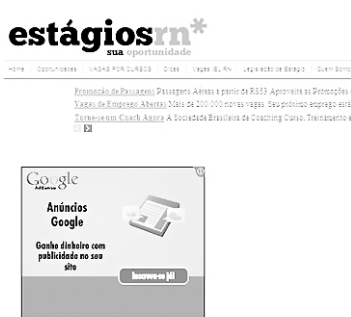 estágiosrn*
sua oportunidade
Home Oportunidades VAGAS POR CURSOS Dicas Vagas IEL RN Legislação de Estágio Quem Somos
Promoção de Passagens Passagens Aéreas a partir de R$53 Aproveite as Promoções
Vagas de Emprego Abertas Mais de 200.000 novas vagas. Seu próximo emprego está
Torne-se um Coach Agora A Sociedade Brasileira de Coaching Curso, Treinamento e
Google
AdSense
Anúncios
Google
Ganhe dinheiro com
publicidade no seu
site
Inscreva-se já!